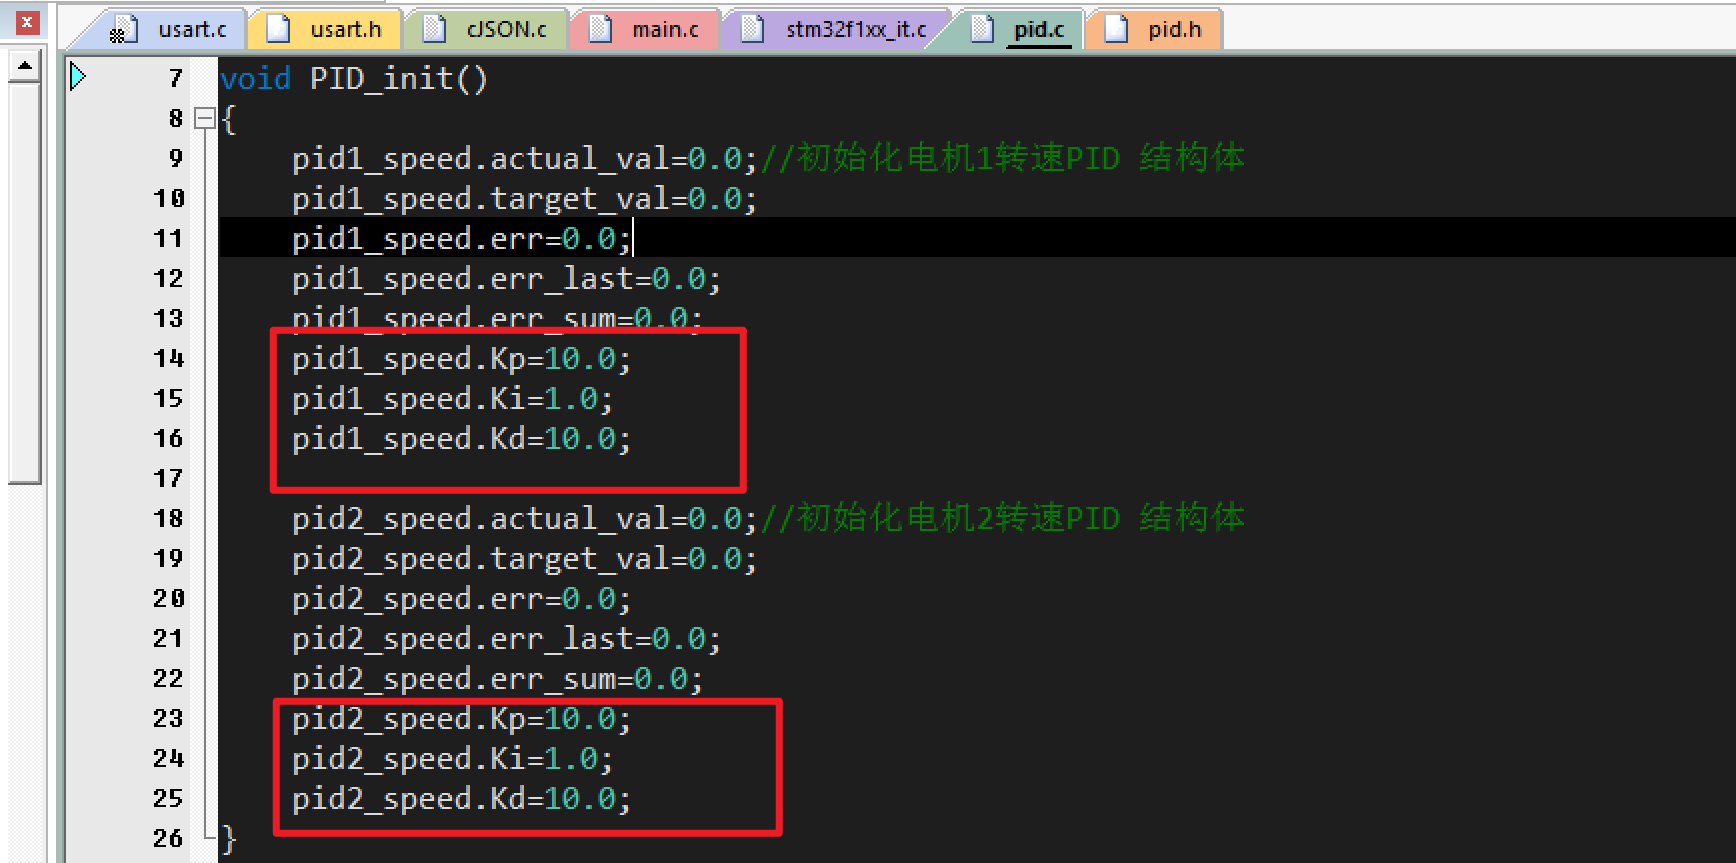 usart.c usart.h cJSON.c main.c stm32f1xx_it.c pid.c pid.h
7 void PID_init()
8 {
9 pid1_speed.actual_val=0.0;//初始化电机1转速PID 结构体
10 pid1_speed.target_val=0.0;
11 pid1_speed.err=0.0;
12 pid1_speed.err_last=0.0;
13 pid1_speed.err_sum=0.0;
14 pid1_speed.Kp=10.0;
15 pid1_speed.Ki=1.0;
16 pid1_speed.Kd=10.0;
17
18 pid2_speed.actual_val=0.0;//初始化电机2转速PID 结构体
19 pid2_speed.target_val=0.0;
20 pid2_speed.err=0.0;
21 pid2_speed.err_last=0.0;
22 pid2_speed.err_sum=0.0;
23 pid2_speed.Kp=10.0;
24 pid2_speed.Ki=1.0;
25 pid2_speed.Kd=10.0;
26 }